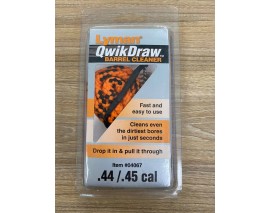 Lyman
QwikDraw™
BARREL CLEANER
Fast and
easy to use
Cleans even
the dirtiest bores
in just seconds
Drop it in & pull it through
Item #04067
.44 / .45 cal